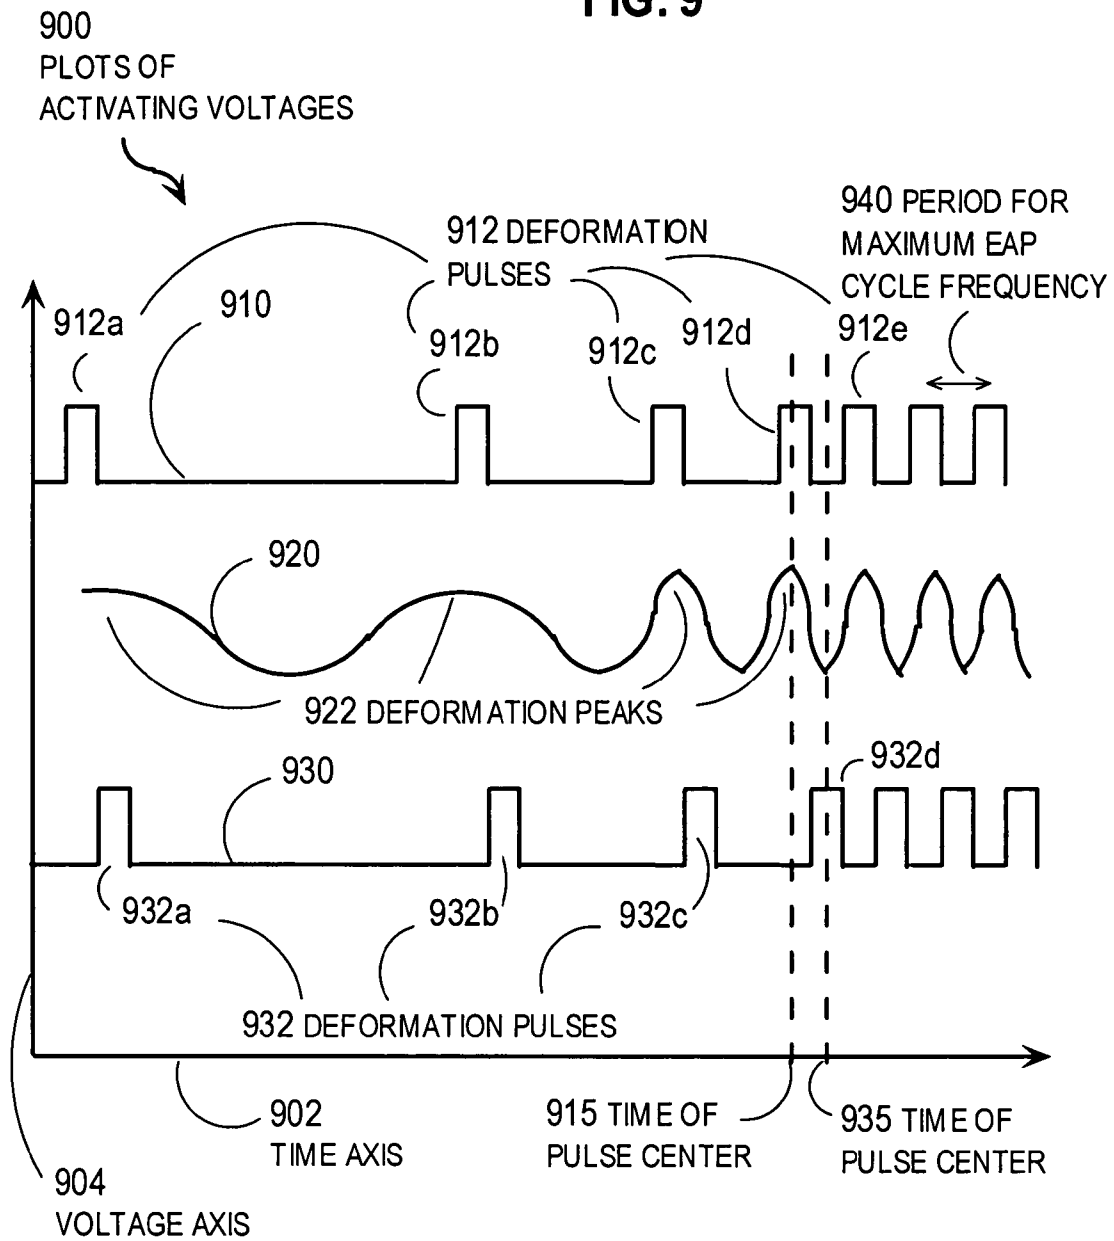 FIG. 9
900
PLOTS OF
ACTIVATING VOLTAGES
912 DEFORMATION
PULSES
940 PERIOD FOR
MAXIMUM EAP
CYCLE FREQUENCY
912a
910
912b
912c
912d
912e
920
922 DEFORMATION PEAKS
930
932d
932a
932b
932c
932 DEFORMATION PULSES
902
TIME AXIS
915 TIME OF
PULSE CENTER
935 TIME OF
PULSE CENTER
904
VOLTAGE AXIS